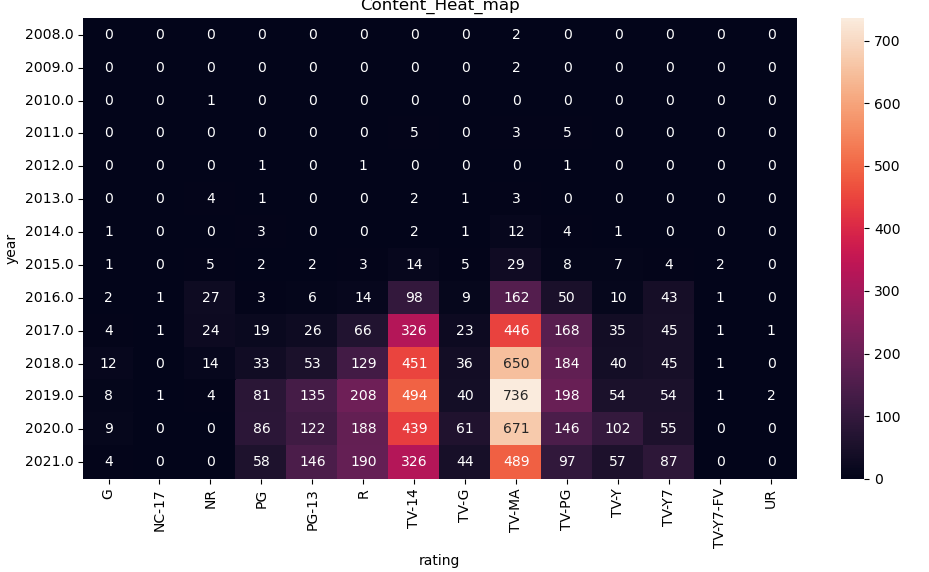 Content_Heat_map
2008.0 0 0 0 0 0 0 0 0 2 0 0 0 0 0
2009.0 0 0 0 0 0 0 0 0 2 0 0 0 0 0
2010.0 0 0 1 0 0 0 0 0 0 0 0 0 0 0
2011.0 0 0 0 0 0 0 5 0 3 5 0 0 0 0
2012.0 0 0 0 1 0 1 0 0 0 1 0 0 0 0
2013.0 0 0 4 1 0 0 2 1 3 0 0 0 0 0
2014.0 1 0 0 3 0 0 2 1 12 4 1 0 0 0
2015.0 1 0 5 2 2 3 14 5 29 8 7 4 2 0
2016.0 2 1 27 3 6 14 98 9 162 50 10 43 1 0
2017.0 4 1 24 19 26 66 326 23 446 168 35 45 1 1
2018.0 12 0 14 33 53 129 451 36 650 184 40 45 1 0
2019.0 8 1 4 81 135 208 494 40 736 198 54 54 1 2
2020.0 9 0 0 86 122 188 439 61 671 146 102 55 0 0
2021.0 4 0 0 58 146 190 326 44 489 97 57 87 0 0
G NC-17 NR PG PG-13 R TV-14 TV-G TV-MA TV-PG TV-Y TV-Y7 TV-Y7-FV UR
rating
year
700
600
500
400
300
200
100
0